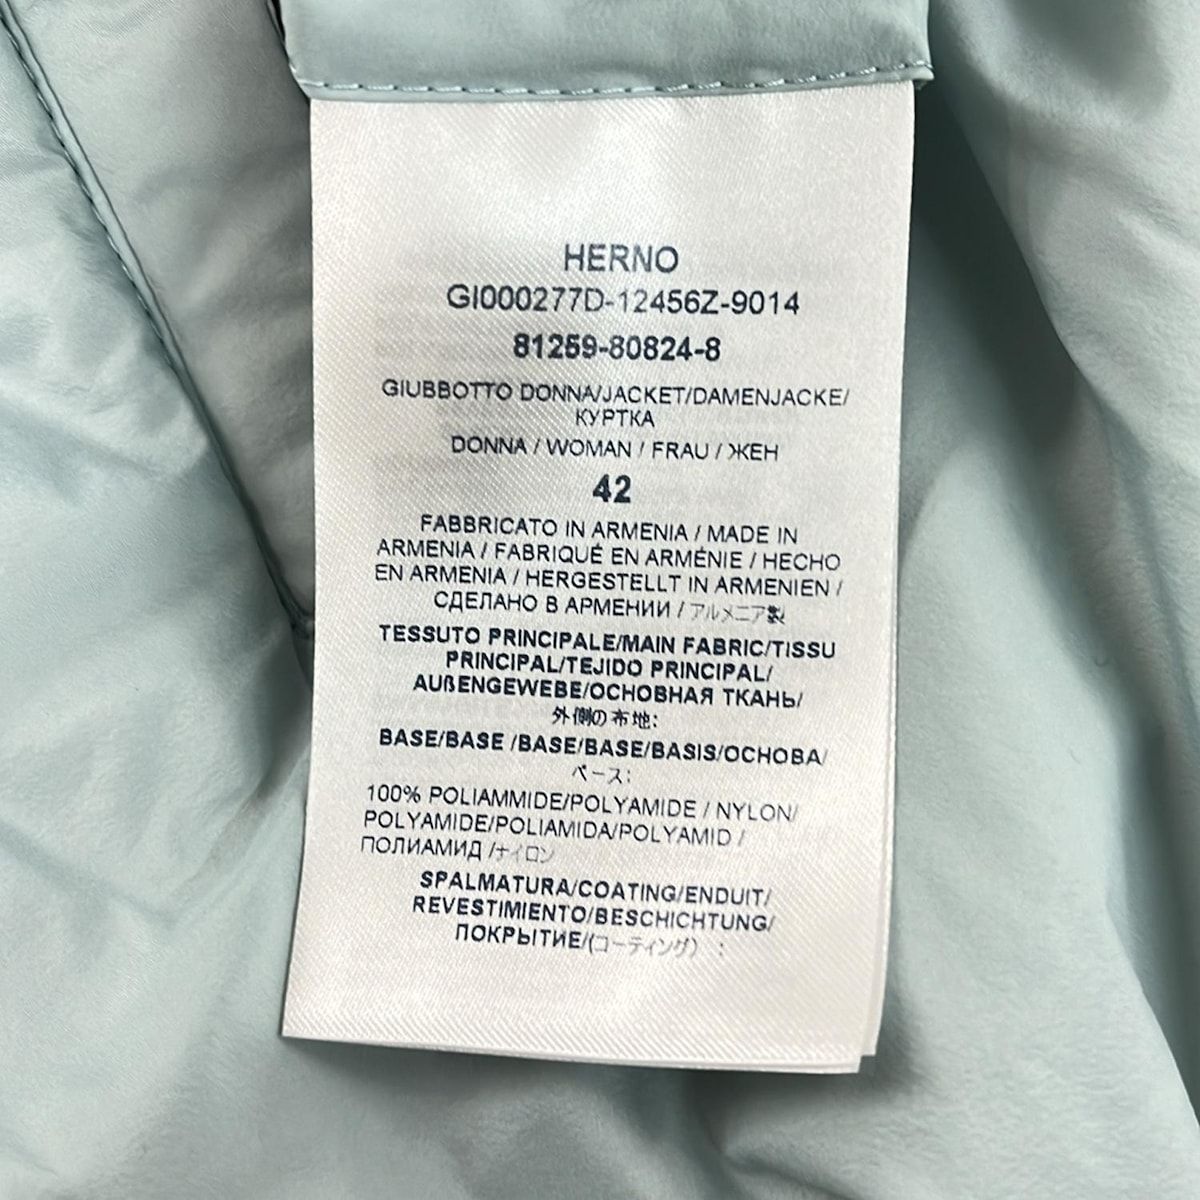 HERNO
GI000277D-12456Z-9014
81259-80824-8
GIUBBOTTO DONNA/JACKET/DAMENJACKE/
КУРТКА
DONNA / WOMAN / FRAU / ЖЕН
42
FABBRICATO IN ARMENIA / MADE IN
ARMENIA / FABRIQUÉ EN ARMÉNIE / HECHO
EN ARMENIA / HERGESTELLT IN ARMENIEN /
СДЕЛАНО В АРМЕНИИ / アルメニア製
TESSUTO PRINCIPALE/MAIN FABRIC/TISSU
PRINCIPAL/TEJIDO PRINCIPAL/
AUßENGEWEBE/ОСНОВНАЯ ТКАНЬ/
外側の布地:
BASE/BASE /BASE/BASE/BASIS/ОСНОВА/
ベース:
100% POLIAMMIDE/POLYAMIDE / NYLON/
POLYAMIDE/POLIAMIDA/POLYAMID /
ПОЛИАМИД /ナイロン
SPALMATURA/COATING/ENDUIT/
REVESTIMIENTO/BESCHICHTUNG/
ПОКРЫТИЕ/(コーティング) :